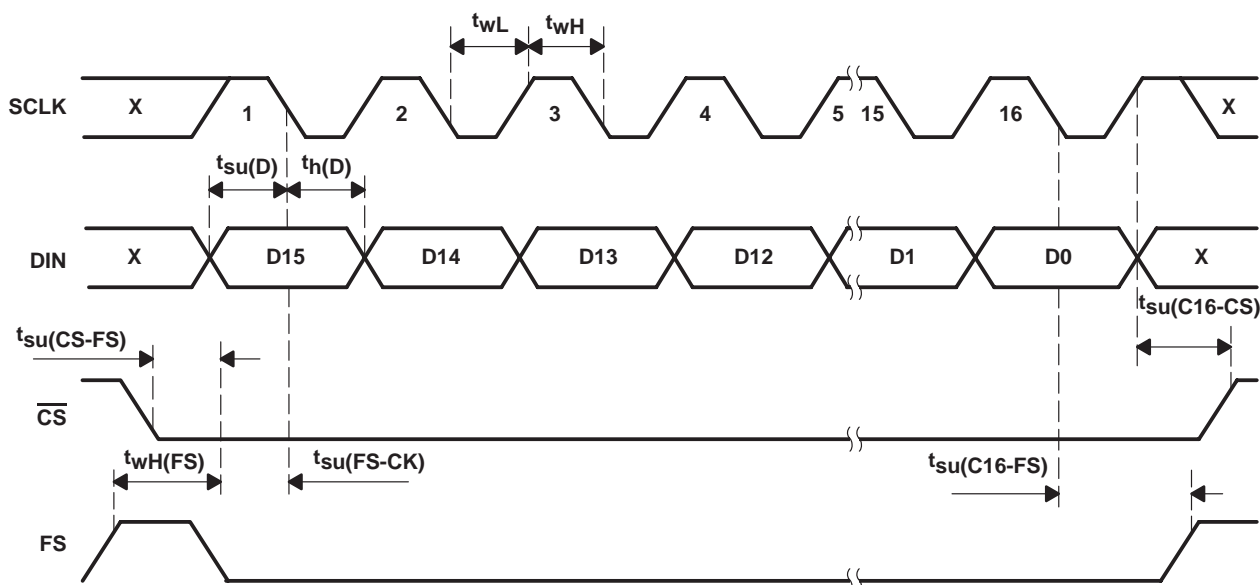 twL twH
SCLK X 1 2 3 4 5 15 16 X
tsu(D) th(D)
DIN X D15 D14 D13 D12 D1 D0 X
tsu(C16-CS)
tsu(CS-FS)
CS
twH(FS) tsu(FS-CK) tsu(C16-FS)
FS